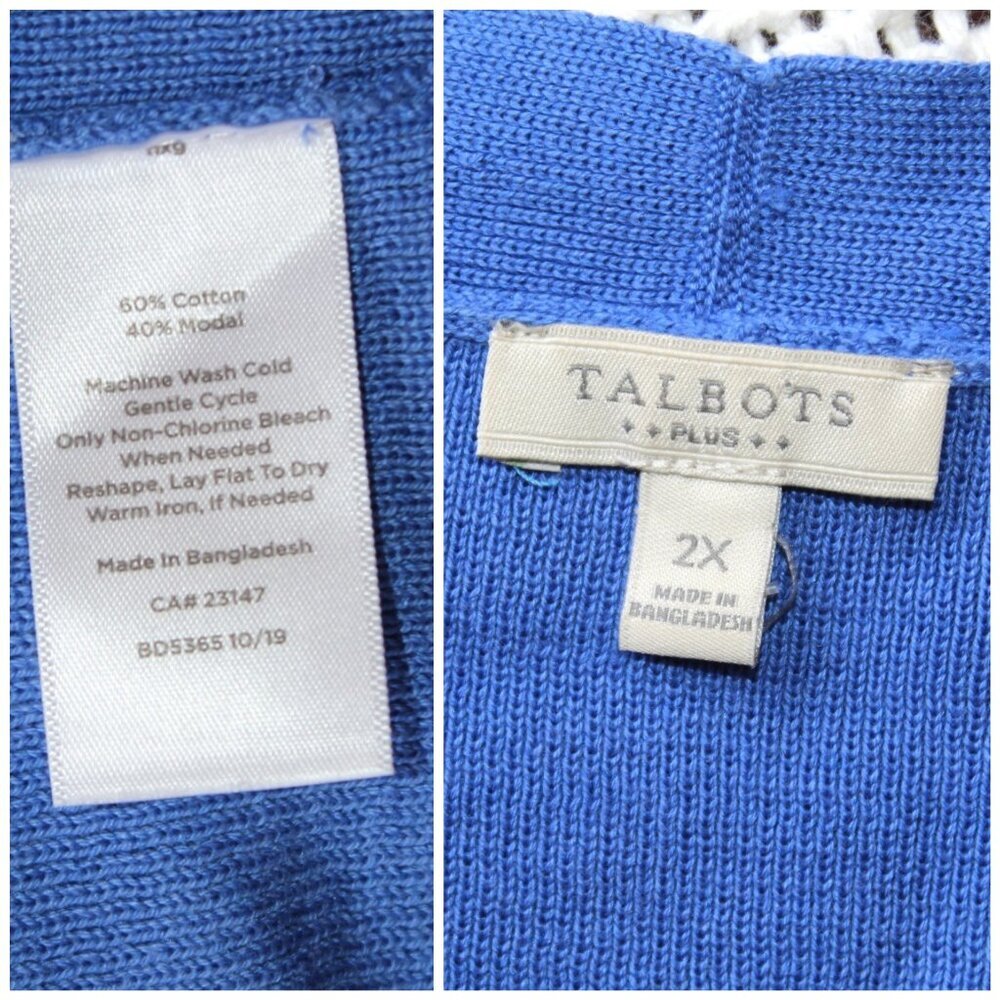 60% Cotton
40% Modal
Machine Wash Cold
Gentle Cycle
Only Non-Chlorine Bleach
When Needed
Reshape, Lay Flat To Dry
Warm Iron, If Needed
Made In Bangladesh
CA# 23147
BD5365 10/19
TALBOTS
PLUS
2X
MADE IN
BANGLADESH